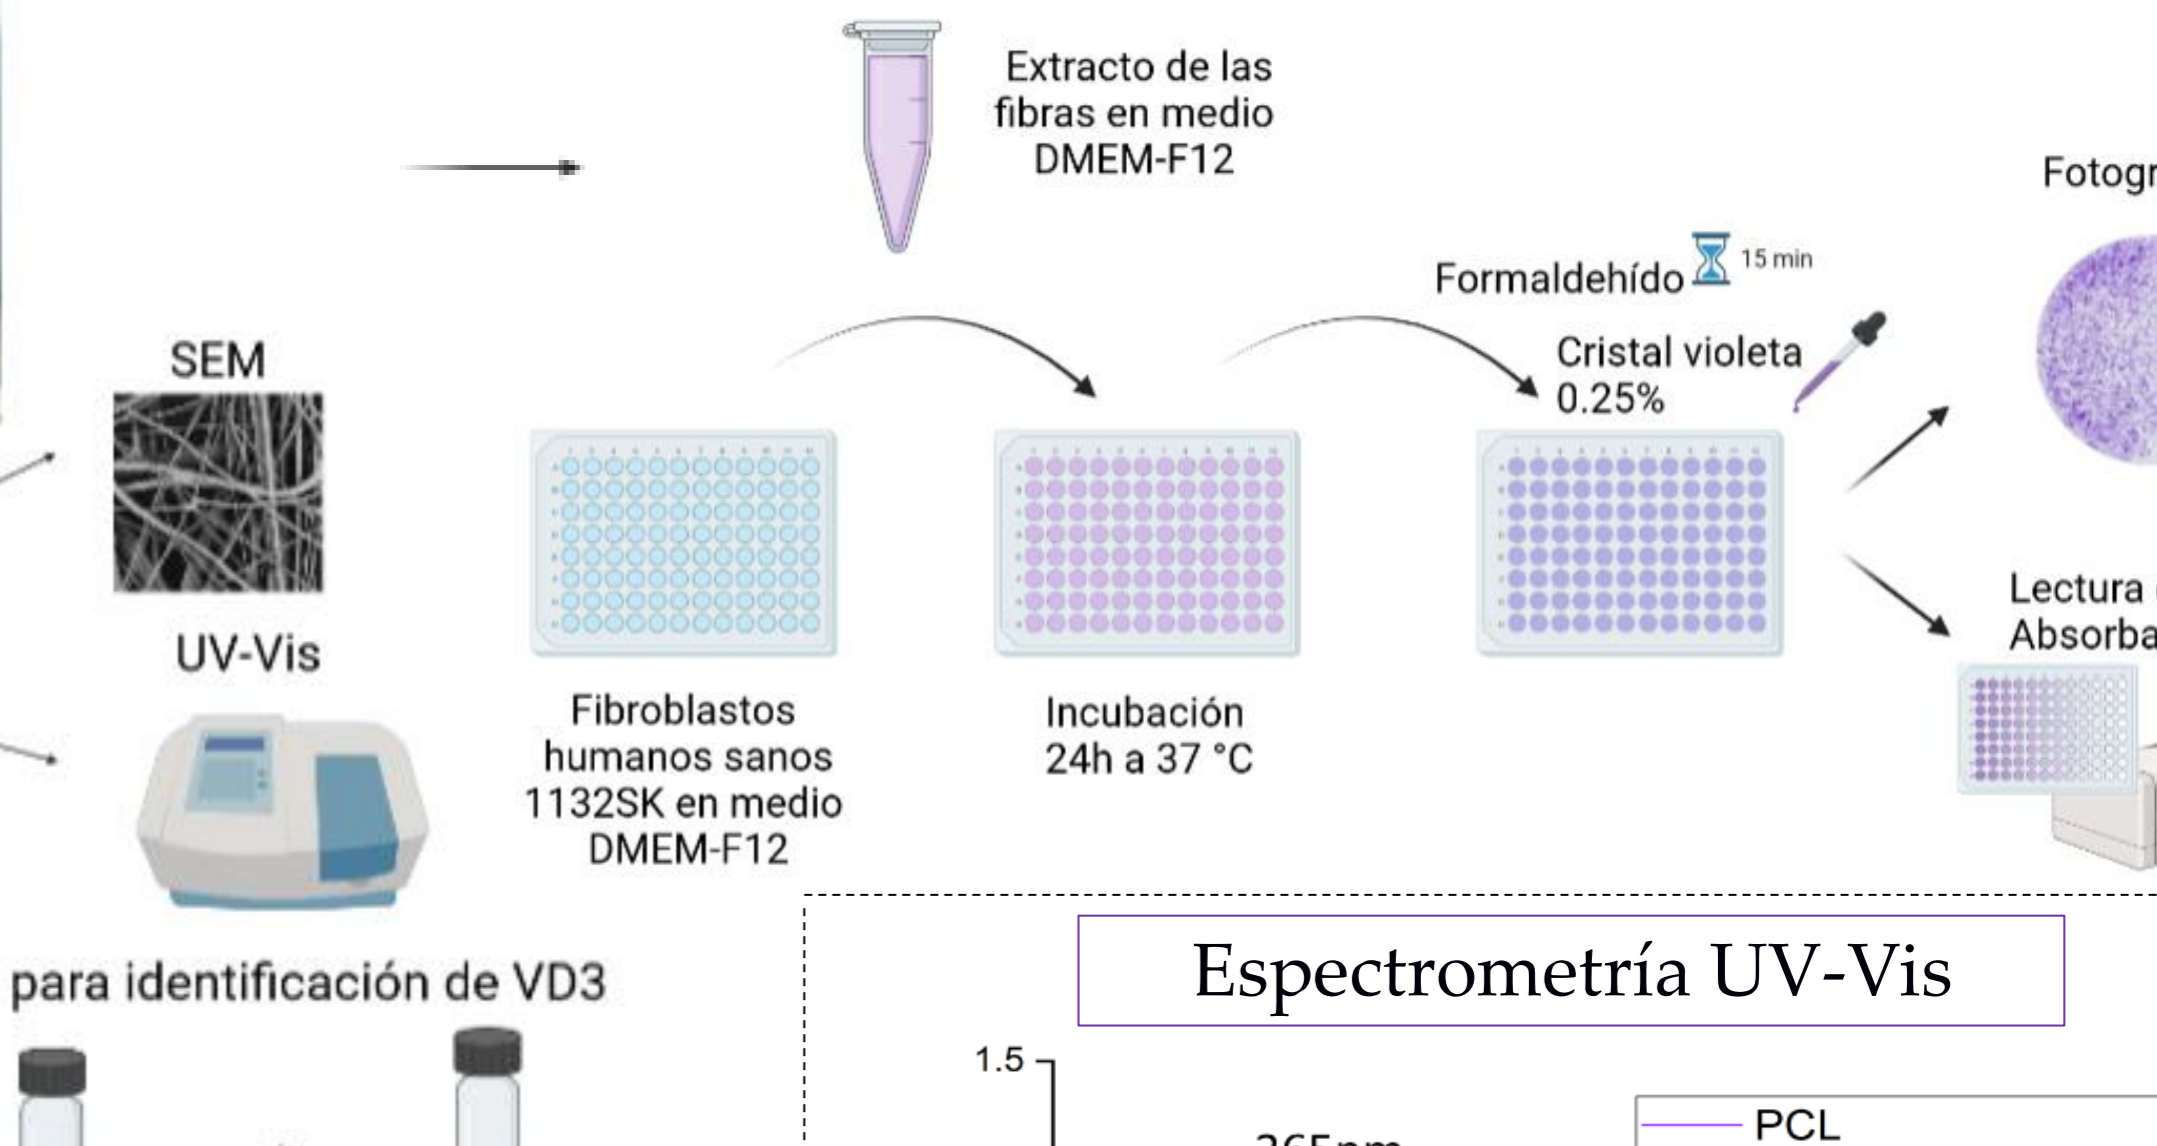 Extracto de las
fibras en medio
DMEM-F12
Formaldehído
15 min
Cristal violeta
0.25%
SEM
UV-Vis
Fibroblastos
humanos sanos
1132SK en medio
DMEM-F12
Incubación
24h a 37 °C
Lectura
para identificación de VD3
Espectrometría UV-Vis
1.5
PCL